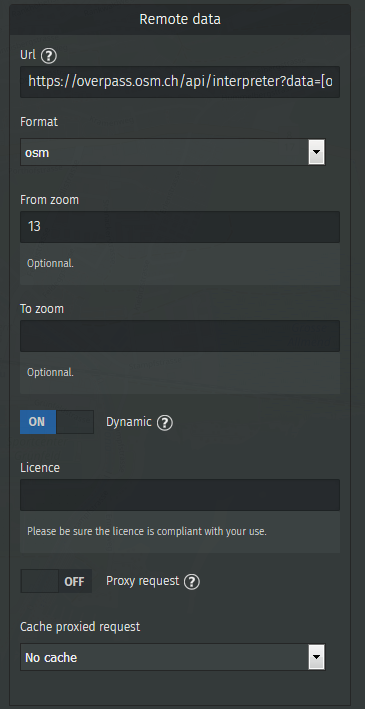 Remote data
Url ?
https://overpass.osm.ch/api/interpreter?data=[o
Format
osm
From zoom
13
Optionnal.
To zoom
Optionnal.
ON Dynamic ?
Licence
Please be sure the licence is compliant with your use.
OFF Proxy request ?
Cache proxied request
No cache